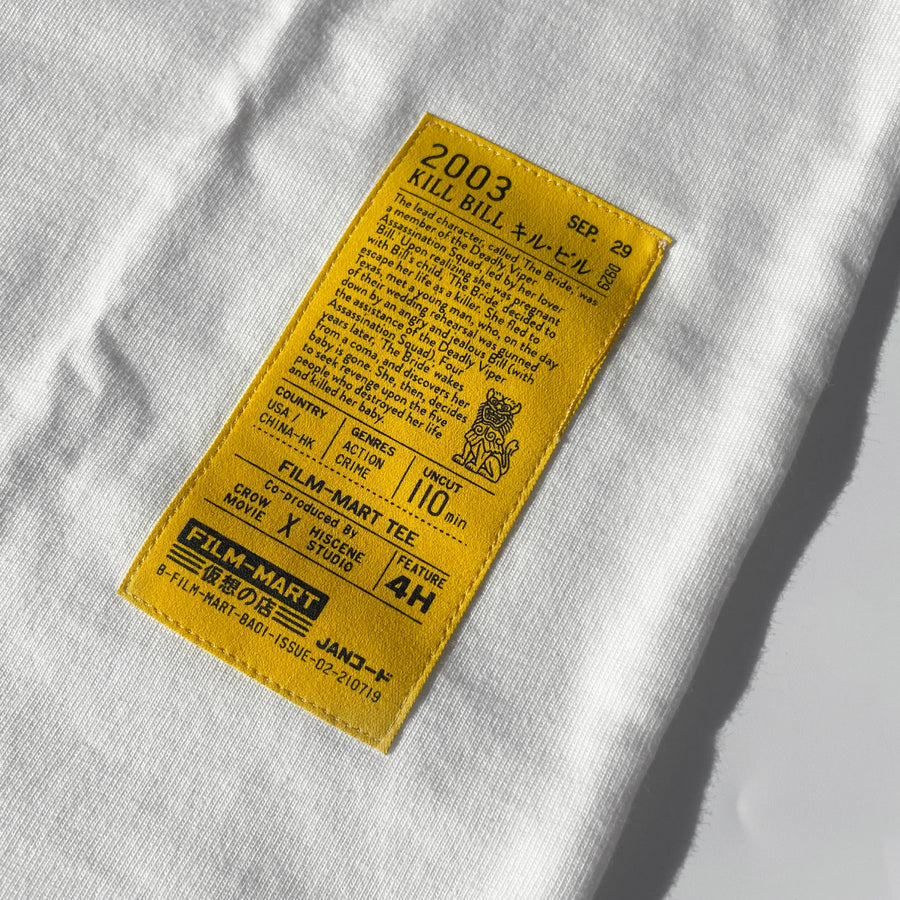 2003
SEP. 29
KILL BILL キル・ビル 0929
The lead character, called 'The Bride,' was
a member of the Deadly Viper
Assassination Squad, led by her lover
'Bill.' Upon realizing she was pregnant
with Bill's child, 'The Bride' decided to
escape her life as a killer. She fled to
Texas, met a young man, who, on the day
of their wedding rehearsal was gunned
down by an angry and jealous Bill (with
the assistance of the Deadly Viper
Assassination Squad). Four
years later, 'The Bride' wakes
from a coma, and discovers her
baby is gone. She, then, decides
to seek revenge upon the five
people who destroyed her life
and killed her baby.
COUNTRY
USA /
CHINA-HK
GENRES
ACTION
CRIME
UNCUT
110 min
FILM-MART TEE
Co-produced By
CROW MOVIE X HISCENE STUDIO
FEATURE
4H
FILM-MART
仮想の店
JANコード
B-FILM-MART-BA01-ISSUE-02-210719